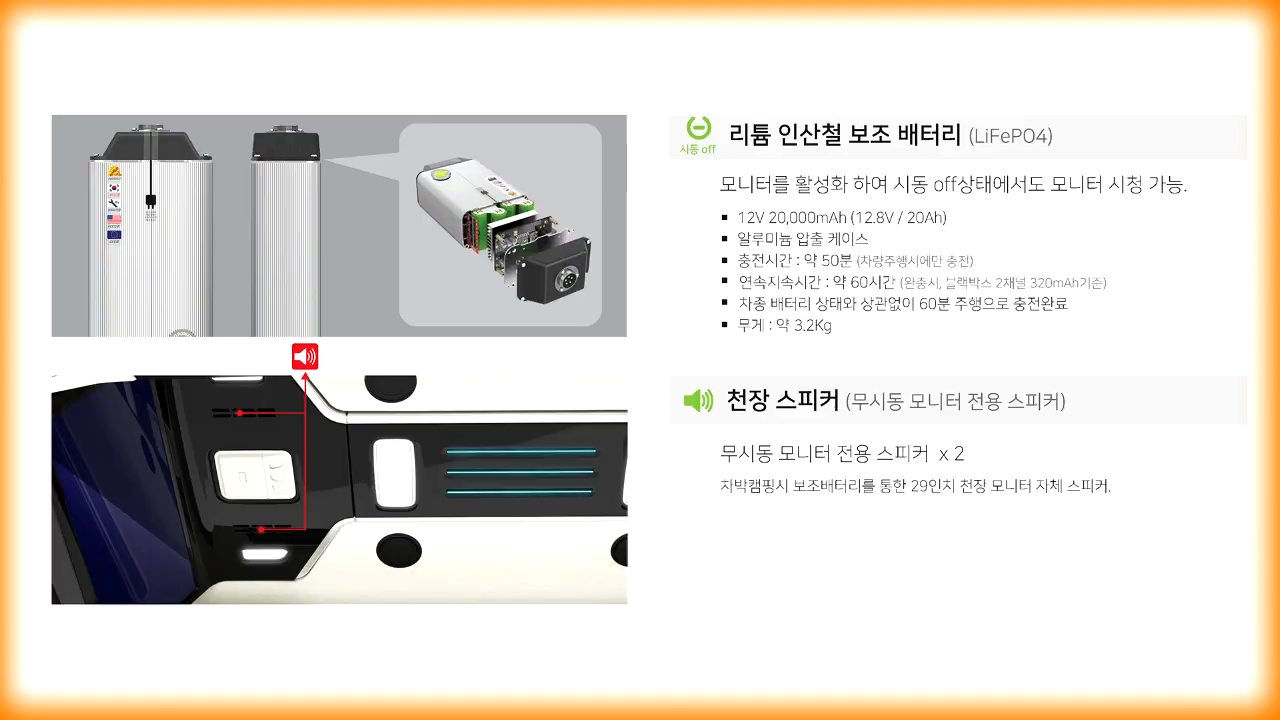 시동 off
리튬 인산철 보조 배터리 (LiFePO4)
모니터를 활성화 하여 시동 off상태에서도 모니터 시청 가능.
12V 20,000mAh (12.8V / 20Ah)
알루미늄 압출 케이스
충전시간 : 약 50분 (차량주행시에만 충전)
연속지속시간 : 약 60시간 (완충시, 블랙박스 2채널 320mAh기준)
차종 배터리 상태와 상관없이 60분 주행으로 충전완료
무게 : 약 3.2Kg
천장 스피커 (무시동 모니터 전용 스피커)
무시동 모니터 전용 스피커 x 2
차박캠핑시 보조배터리를 통한 29인치 천장 모니터 자체 스피커.